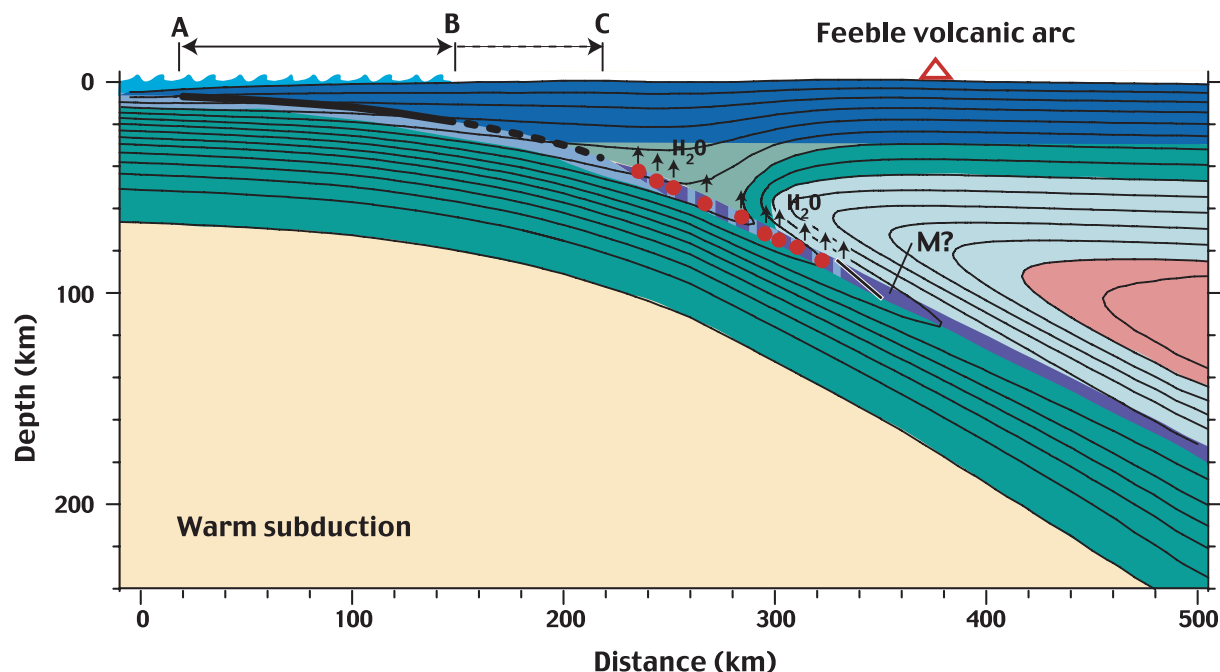 A B C
Feeble volcanic arc
0
H2O
H2O
M?
100
200
Depth (km)
Warm subduction
0 100 200 300 400 500
Distance (km)